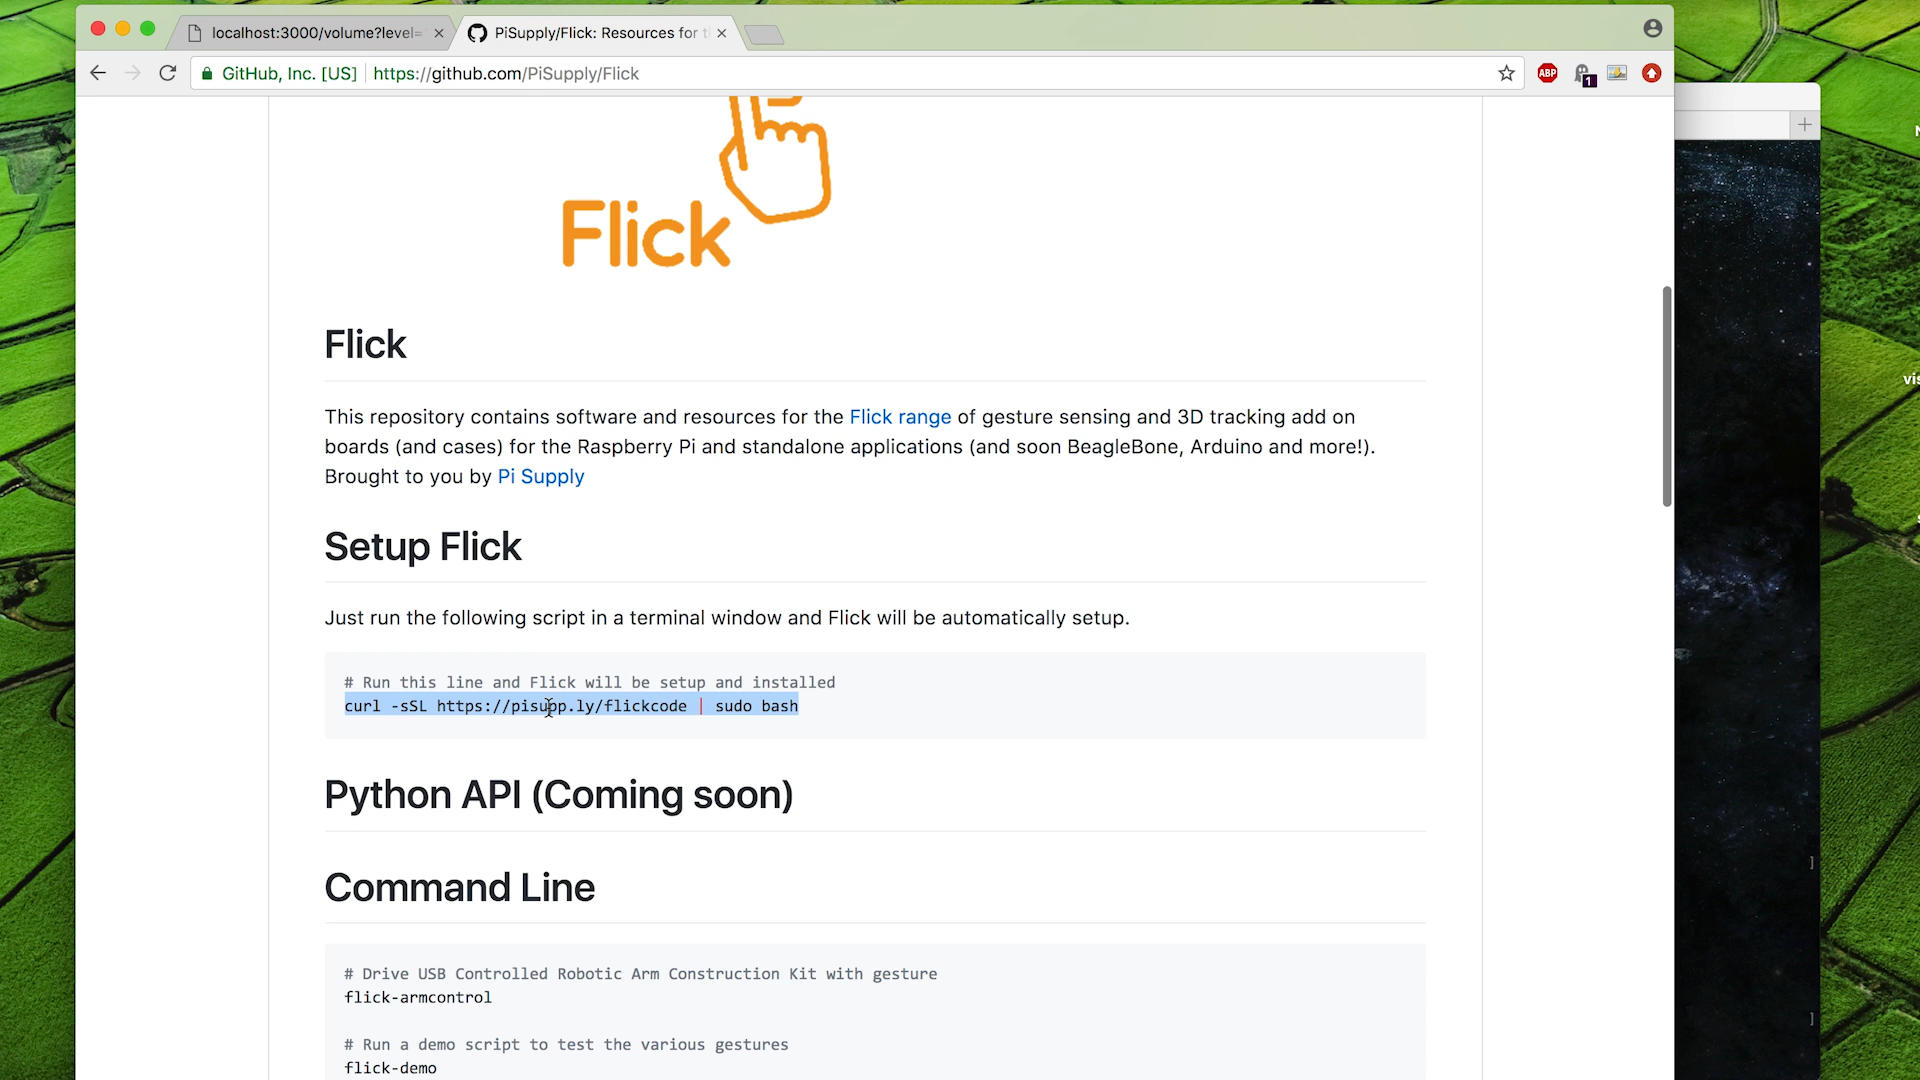 localhost:3000/volume?level=
PiSupply/Flick: Resources for t
GitHub, Inc. [US]
https://github.com/PiSupply/Flick
ABP
1
Flick
Flick
This repository contains software and resources for the Flick range of gesture sensing and 3D tracking add on
boards (and cases) for the Raspberry Pi and standalone applications (and soon BeagleBone, Arduino and more!).
Brought to you by Pi Supply
Setup Flick
Just run the following script in a terminal window and Flick will be automatically setup.
# Run this line and Flick will be setup and installed
curl -sSL https://pisupp.ly/flickcode | sudo bash
Python API (Coming soon)
Command Line
# Drive USB Controlled Robotic Arm Construction Kit with gesture
flick-armcontrol
# Run a demo script to test the various gestures
flick-demo
vis
]
]